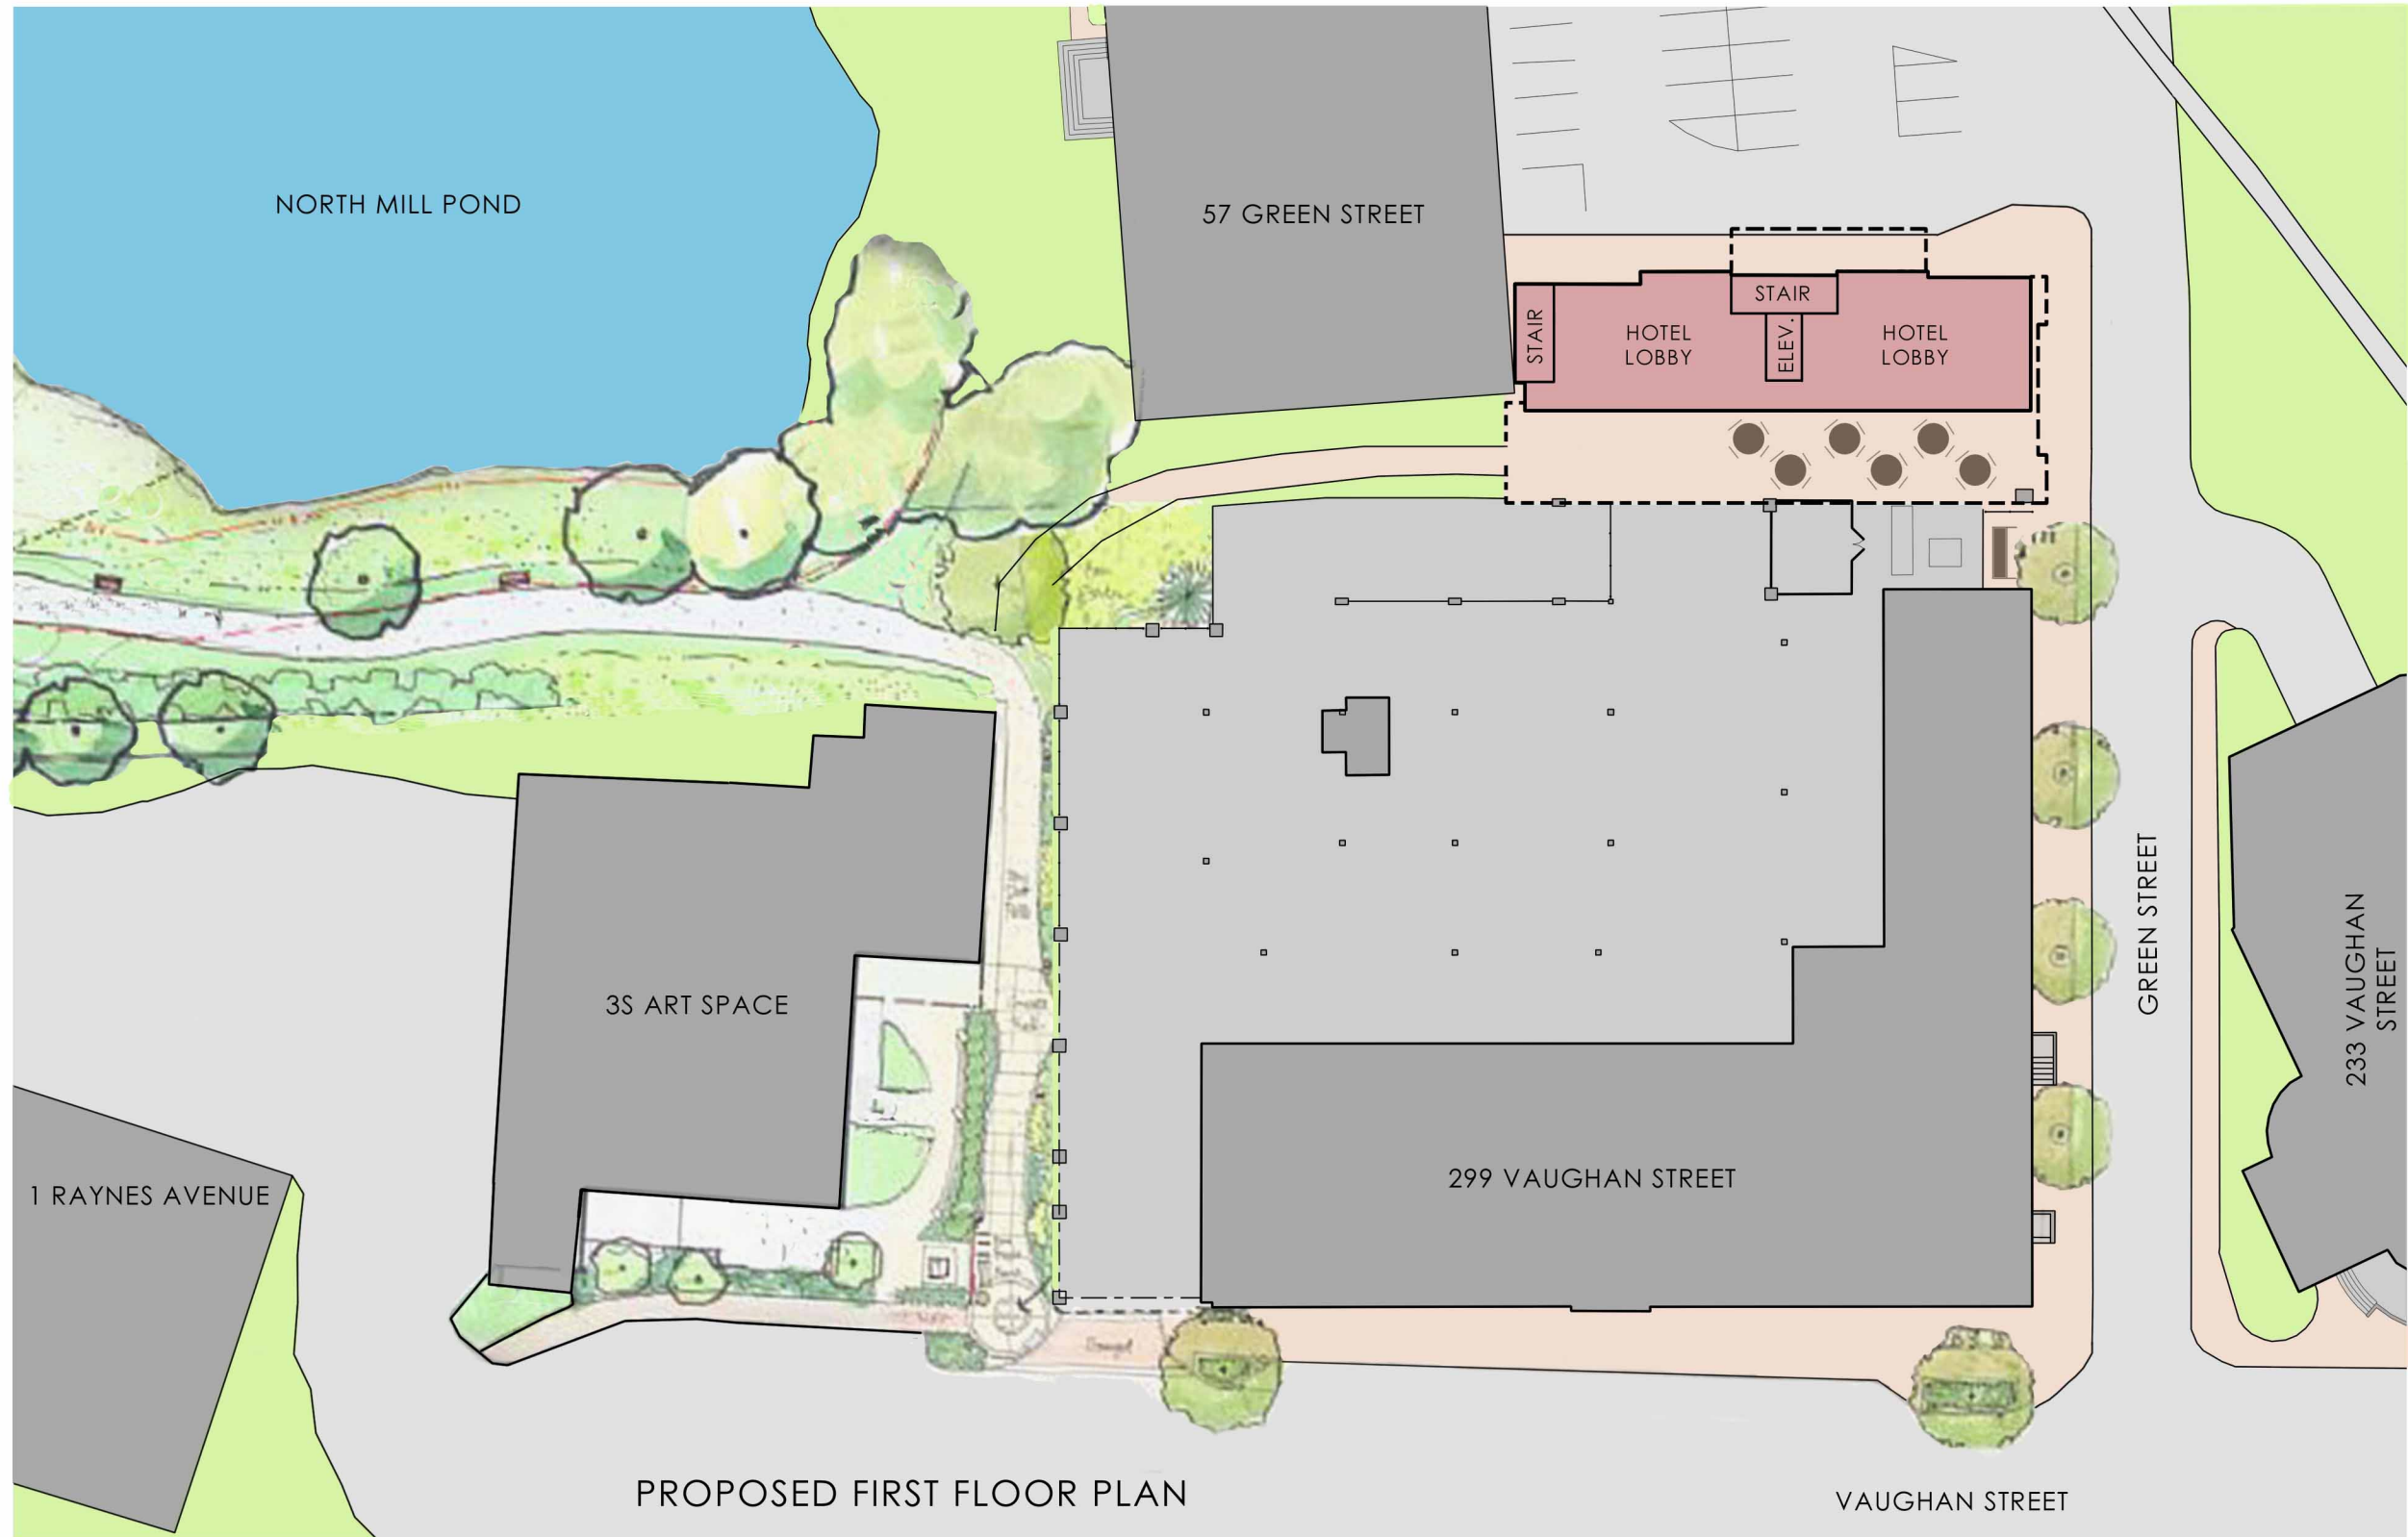 NORTH MILL POND
57 GREEN STREET
STAIR
STAIR
HOTEL
LOBBY
ELEV.
HOTEL
LOBBY
3S ART SPACE
GREEN STREET
233 VAUGHAN
STREET
1 RAYNES AVENUE
299 VAUGHAN STREET
PROPOSED FIRST FLOOR PLAN
VAUGHAN STREET